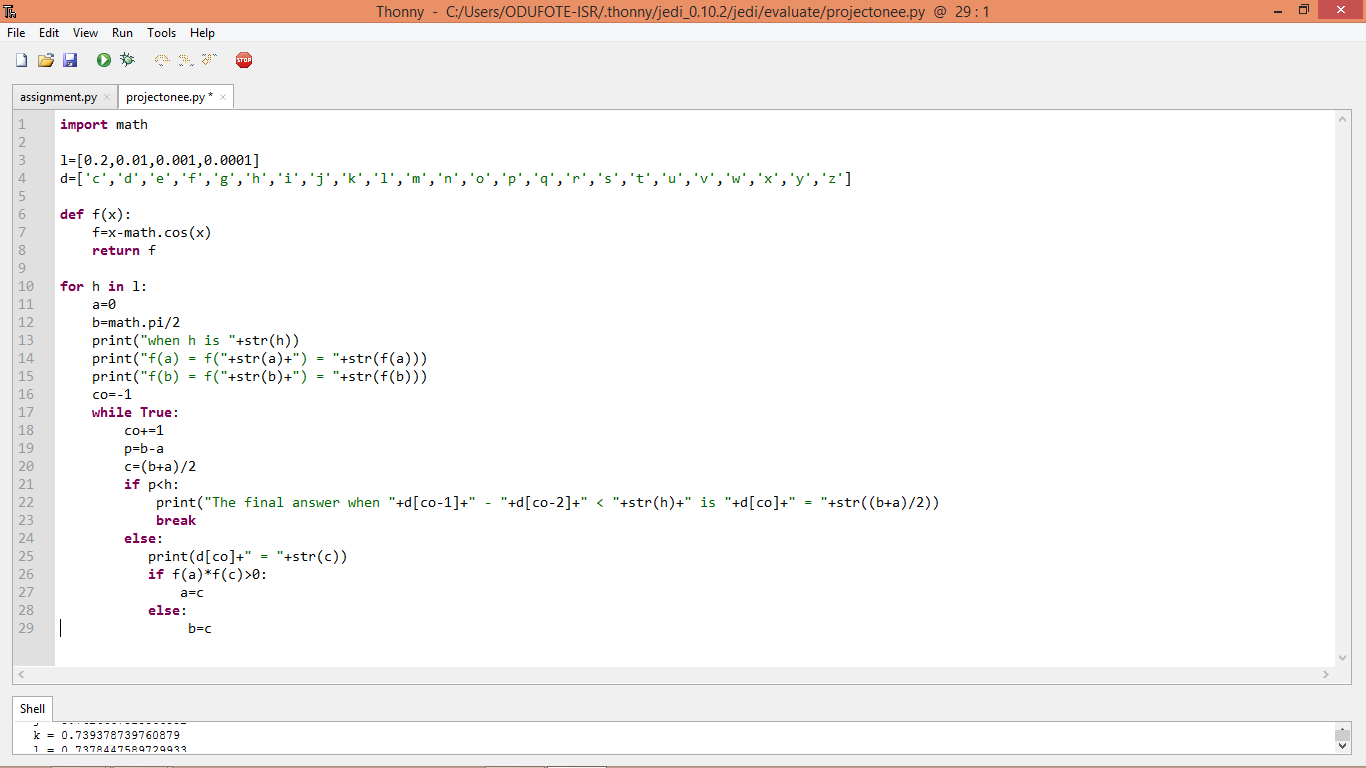 Thonny - C:/Users/ODUFOTE-ISR/.thonny/jedi_0.10.2/jedi/evaluate/projectonee.py @ 29 : 1
File Edit View Run Tools Help
STOP
assignment.py × projectonee.py * ×
1 import math
2
3 l=[0.2,0.01,0.001,0.0001]
4 d=['c','d','e','f','g','h','i','j','k','l','m','n','o','p','q','r','s','t','u','v','w','x','y','z']
5
6 def f(x):
7     f=x-math.cos(x)
8     return f
9
10 for h in l:
11     a=0
12     b=math.pi/2
13     print("when h is "+str(h))
14     print("f(a) = f("+str(a)+") = "+str(f(a)))
15     print("f(b) = f("+str(b)+") = "+str(f(b)))
16     co=-1
17     while True:
18         co+=1
19         p=b-a
20         c=(b+a)/2
21         if p<h:
22             print("The final answer when "+d[co-1]+" - "+d[co-2]+" < "+str(h)+" is "+d[co]+" = "+str((b+a)/2))
23             break
24         else:
25            print(d[co]+" = "+str(c))
26            if f(a)*f(c)>0:
27                a=c
28            else:
29                 b=c
Shell
k = 0.739378739760879
l = 0.7378447589729933